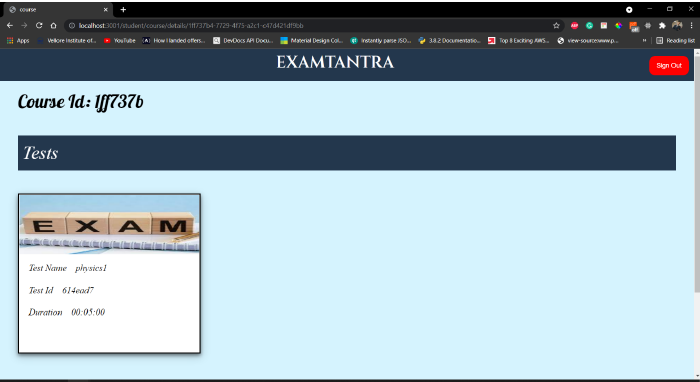 course
localhost:3001/student/course/details/1ff737b4-7729-4f75-a2c1-c47d421df9bb
Apps Vellore Institute of... YouTube How I landed offers... DevDocs API Docu... Material Design Col... Instantly parse JSO... 3.8.2 Documentatio... Top 8 Exciting AWS... view-sourcewww.p... » Reading list
EXAMTANTRA
Sign Out
Course Id: 1ff737b
Tests
EXAM
Test Name physics1
Test Id 614ead7
Duration 00:05:00